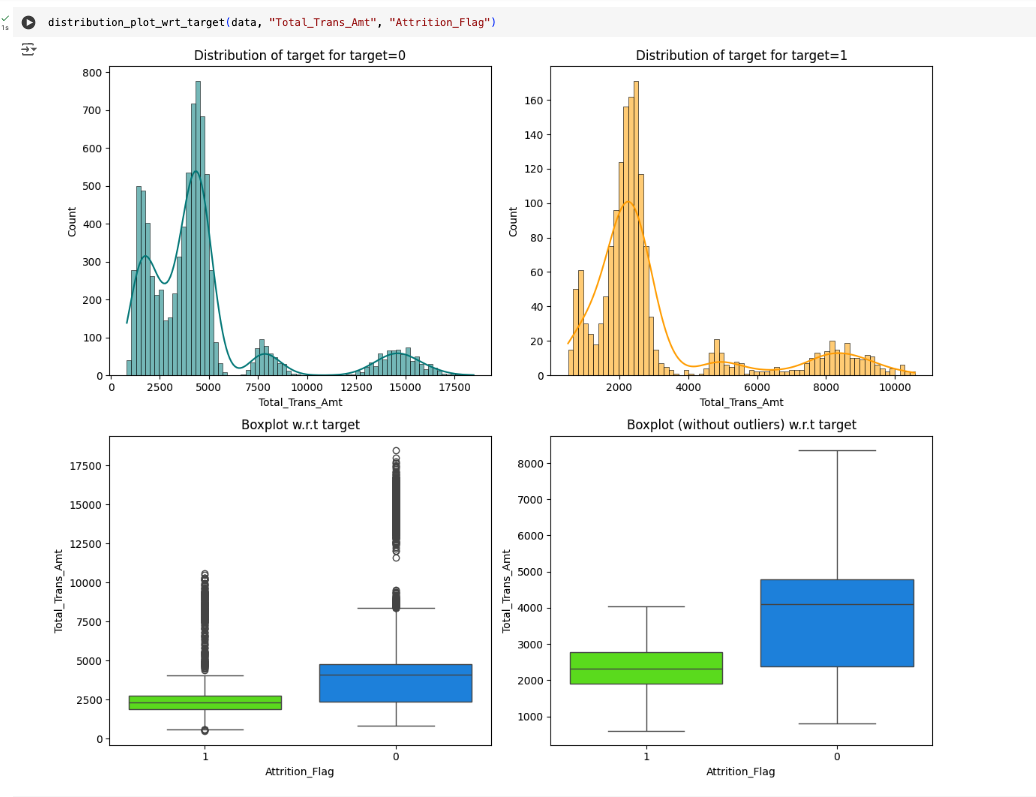 distribution_plot_wrt_target(data, "Total_Trans_Amt", "Attrition_Flag")
1s
Distribution of target for target=0
800
700
600
500
400
300
200
100
0
Count
0 2500 5000 7500 10000 12500 15000 17500
Total_Trans_Amt
Distribution of target for target=1
160
140
120
100
80
60
40
20
0
Count
2000 4000 6000 8000 10000
Total_Trans_Amt
Boxplot w.r.t target
17500
15000
12500
10000
7500
5000
2500
0
Total_Trans_Amt
1 0
Attrition_Flag
Boxplot (without outliers) w.r.t target
8000
7000
6000
5000
4000
3000
2000
1000
Total_Trans_Amt
1 0
Attrition_Flag